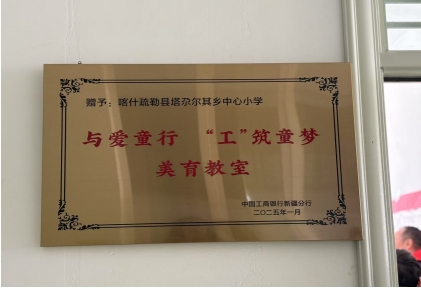 赠予：喀什疏勒县塔尕尔其乡中心小学
与爱童行 “工”筑童梦
美育教室
中国工商银行新疆分行
二〇二五年一月